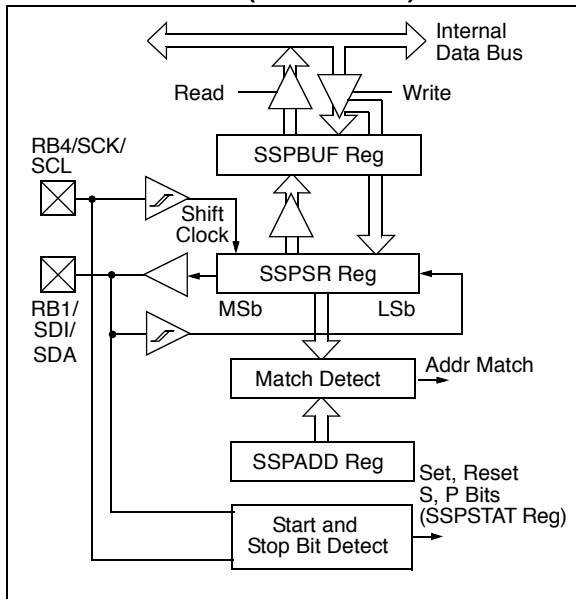 Internal
Data Bus
Read
Write
RB4/SCK/
SCL
SSPBUF Reg
Shift
Clock
SSPSR Reg
MSb
LSb
RB1/
SDI/
SDA
Match Detect
Addr Match
SSPADD Reg
Set, Reset
S, P Bits
(SSPSTAT Reg)
Start and
Stop Bit Detect